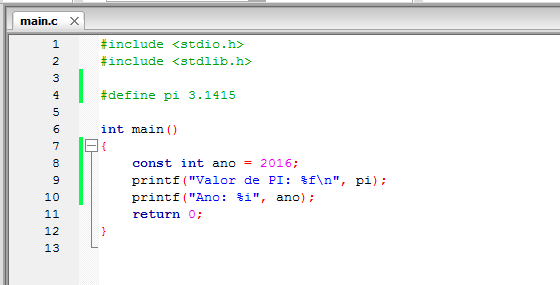 main.c
1 #include <stdio.h>
2 #include <stdlib.h>
3
4 #define pi 3.1415
5
6 int main()
7 {
8 const int ano = 2016;
9 printf("Valor de PI: %f\n", pi);
10 printf("Ano: %i", ano);
11 return 0;
12 }
13